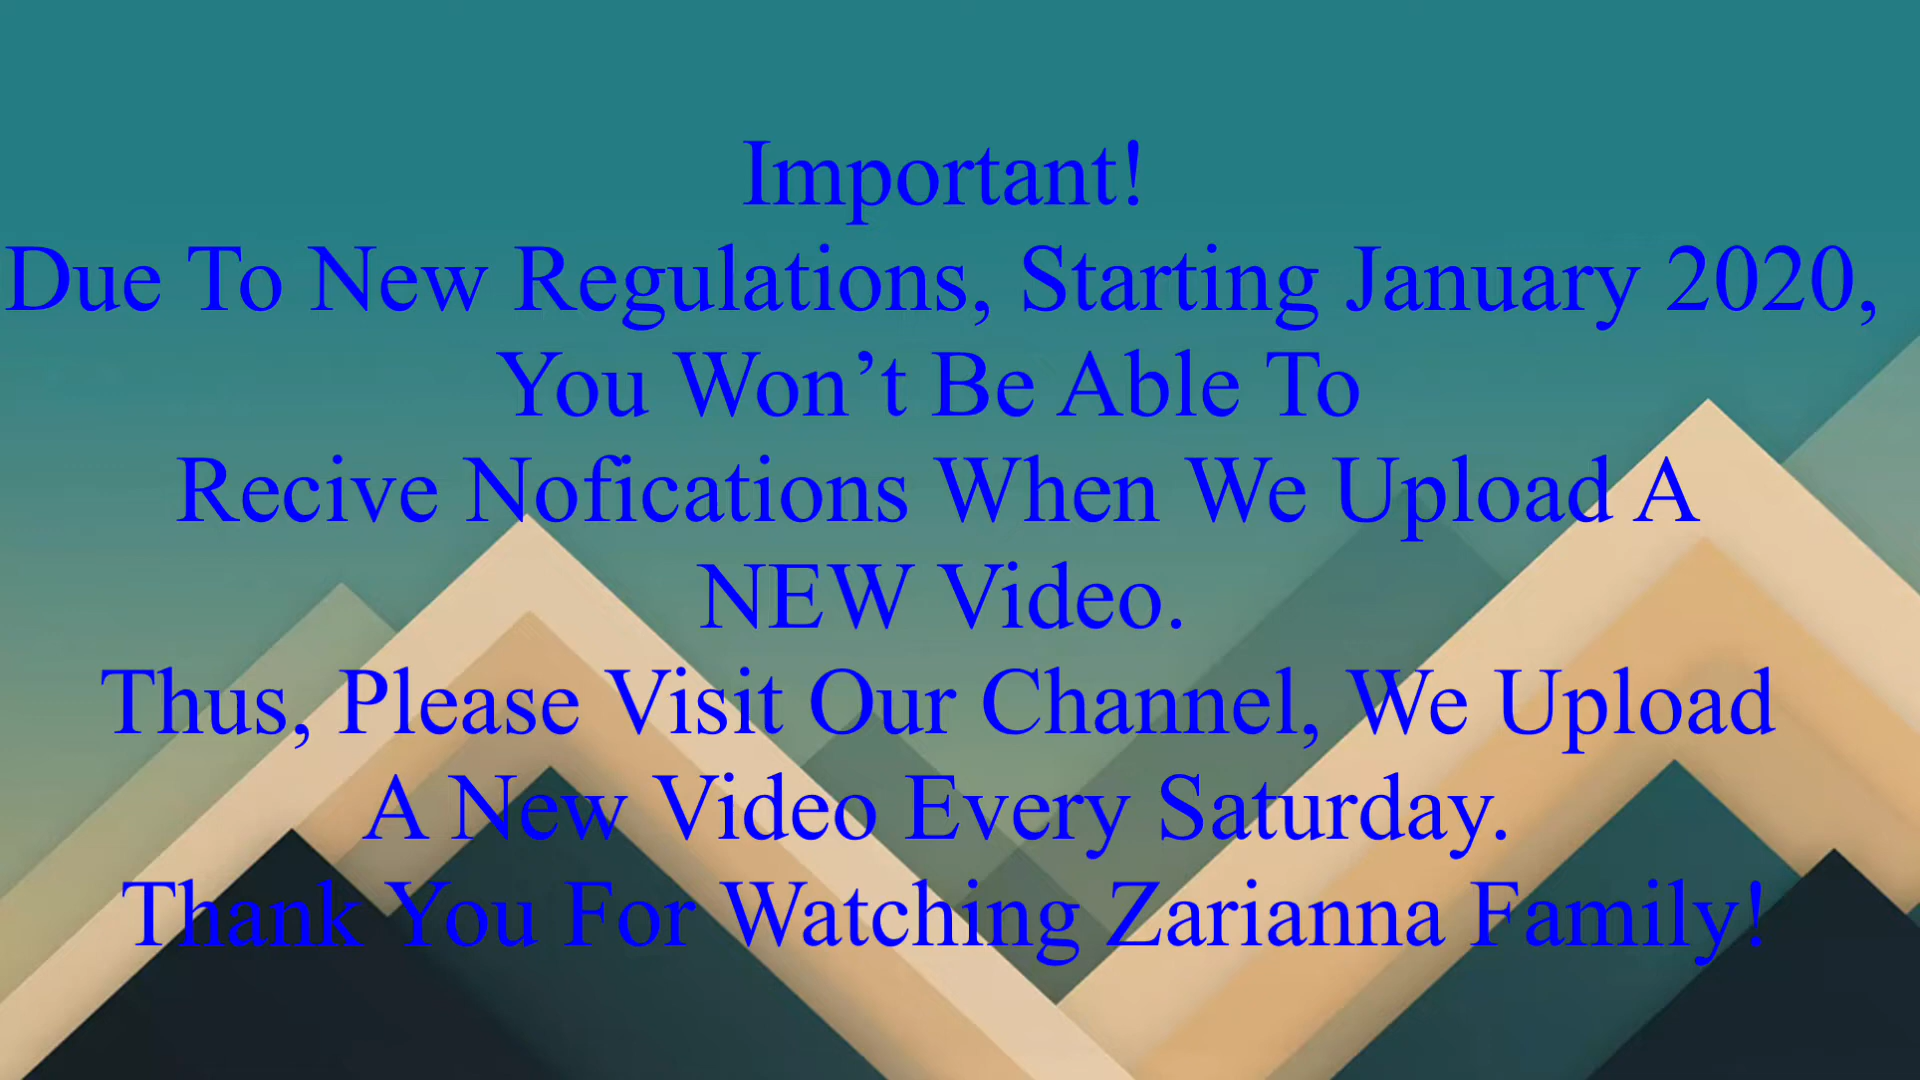 Important!
Due To New Regulations, Starting January 2020,
You Won’t Be Able To
Recive Nofications When We Upload A
NEW Video.
Thus, Please Visit Our Channel, We Upload
A New Video Every Saturday.
Thank You For Watching Zarianna Family!